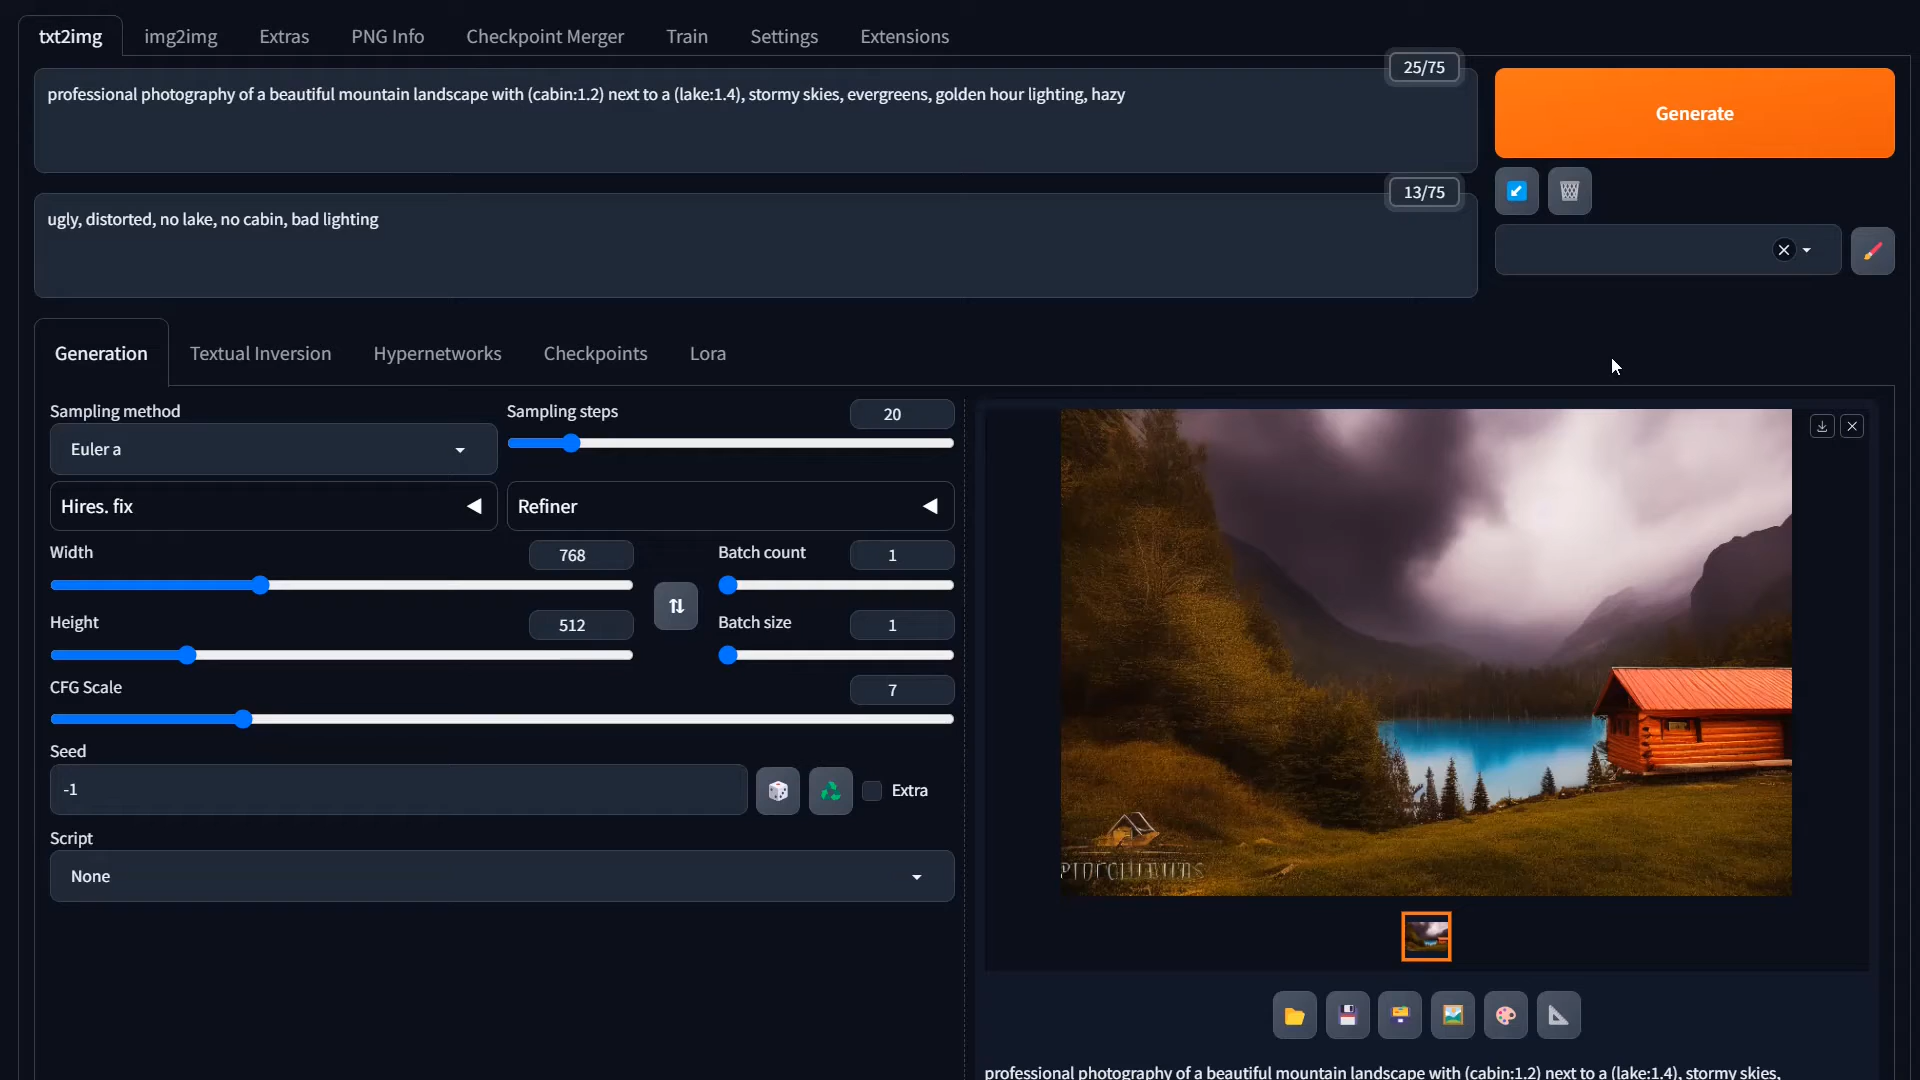 txt2img img2img Extras PNG Info Checkpoint Merger Train Settings Extensions
25/75
professional photography of a beautiful mountain landscape with (cabin:1.2) next to a (lake:1.4), stormy skies, evergreens, golden hour lighting, hazy
Generate
13/75
ugly, distorted, no lake, no cabin, bad lighting
Generation Textual Inversion Hypernetworks Checkpoints Lora
Sampling method
Euler a
Sampling steps 20
Hires. fix
Refiner
Width 768
Batch count 1
Height 512
Batch size 1
CFG Scale 7
Seed
-1
Extra
Script
None
professional photography of a beautiful mountain landscape with (cabin:1.2) next to a (lake:1.4), stormy skies,